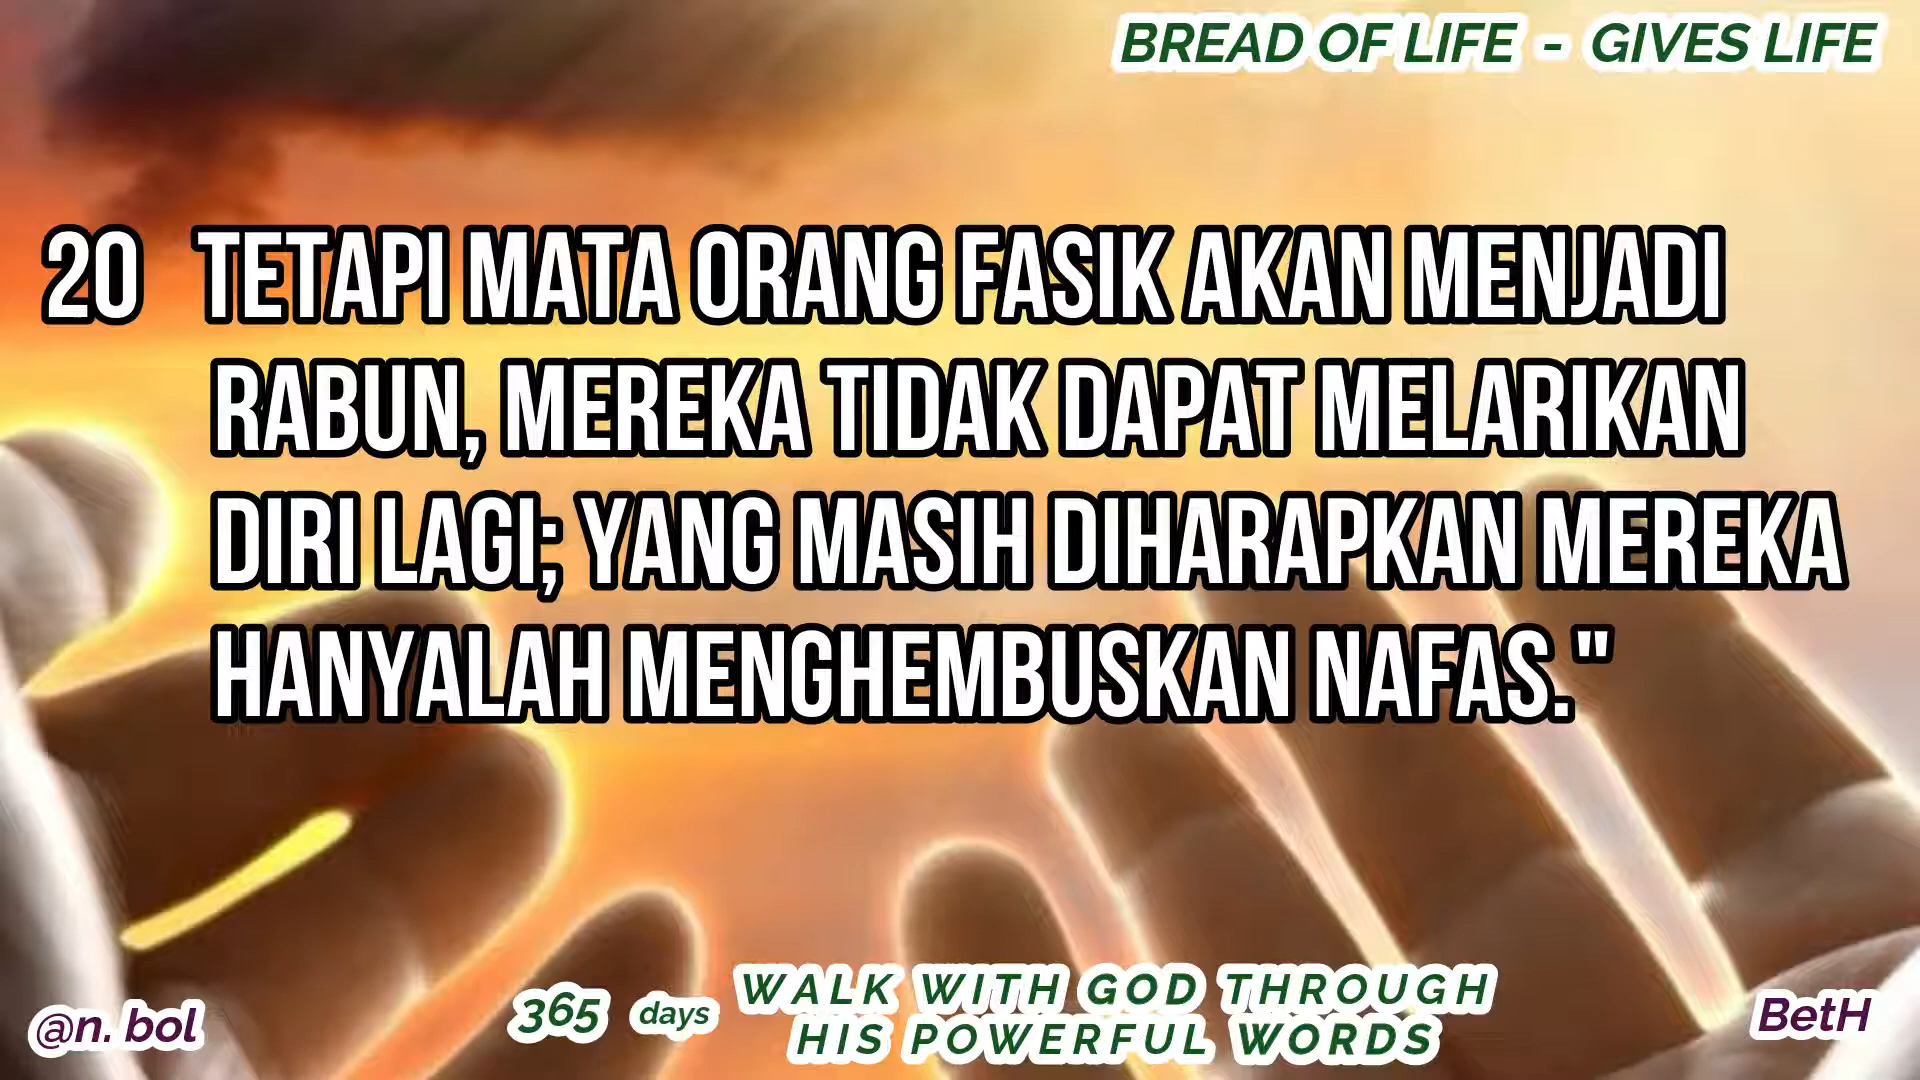 BREAD OF LIFE - GIVES LIFE
20 TETAPI MATA ORANG FASIK AKAN MENJADI
RABUN, MEREKA TIDAK DAPAT MELARIKAN
DIRI LAGI; YANG MASIH DIHARAPKAN MEREKA
HANYALAH MENGHEMBUSKAN NAFAS."
@n. bol
365 days
WALK WITH GOD THROUGH
HIS POWERFUL WORDS
BetH